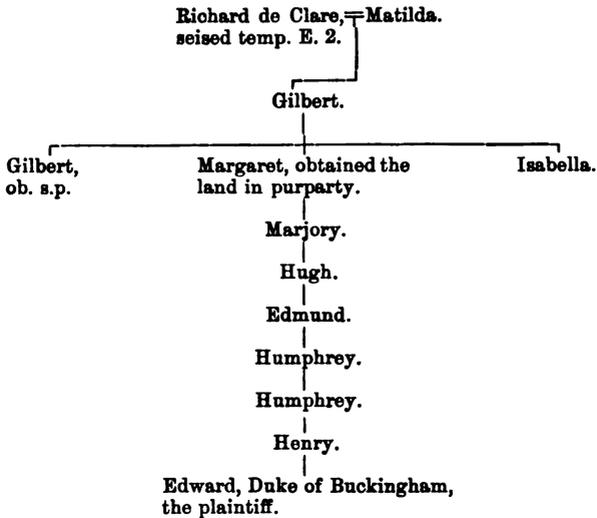 Richard de Clare,=Matilda.
seised temp. E. 2.
Gilbert.
Gilbert, Margaret, obtained the Isabella.
ob. s.p. land in purparty.
Marjory.
Hugh.
Edmund.
Humphrey.
Humphrey.
Henry.
Edward, Duke of Buckingham,
the plaintiff.